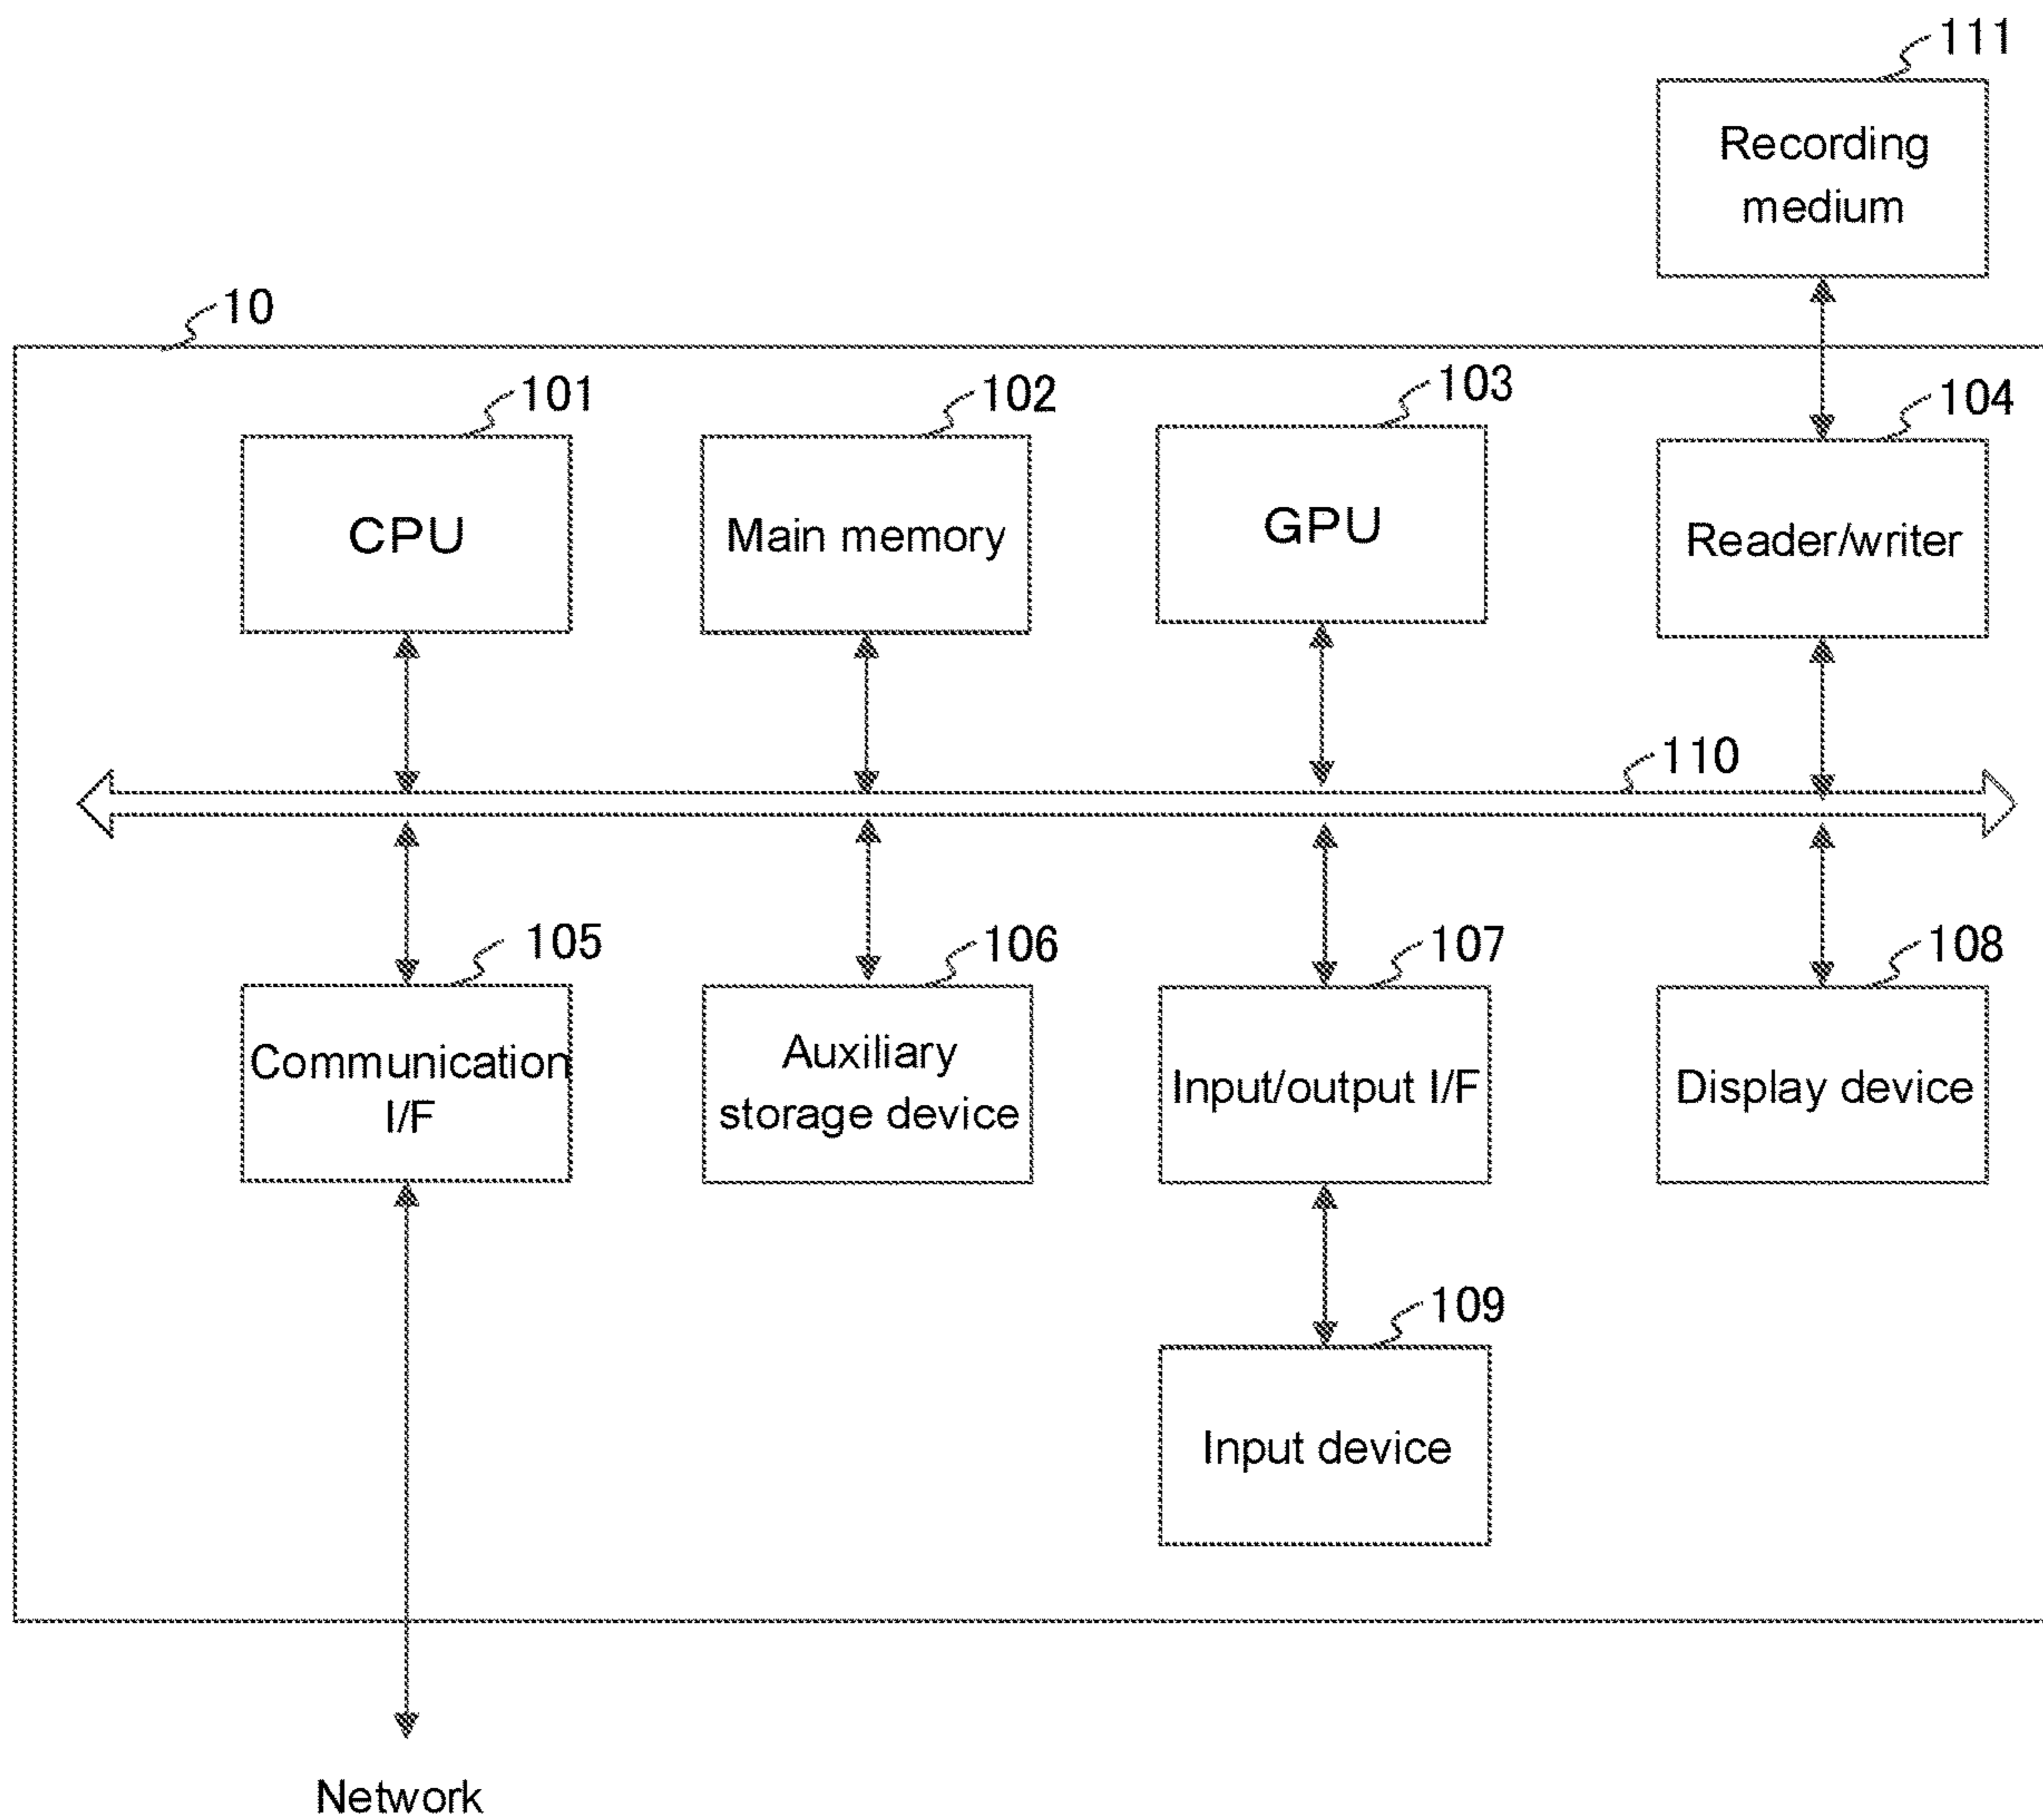 111
Recording
medium
10
101
102
103
104
CPU
Main memory
GPU
Reader/writer
110
105
106
107
108
Communication
I/F
Auxiliary
storage device
Input/output I/F
Display device
109
Input device
Network